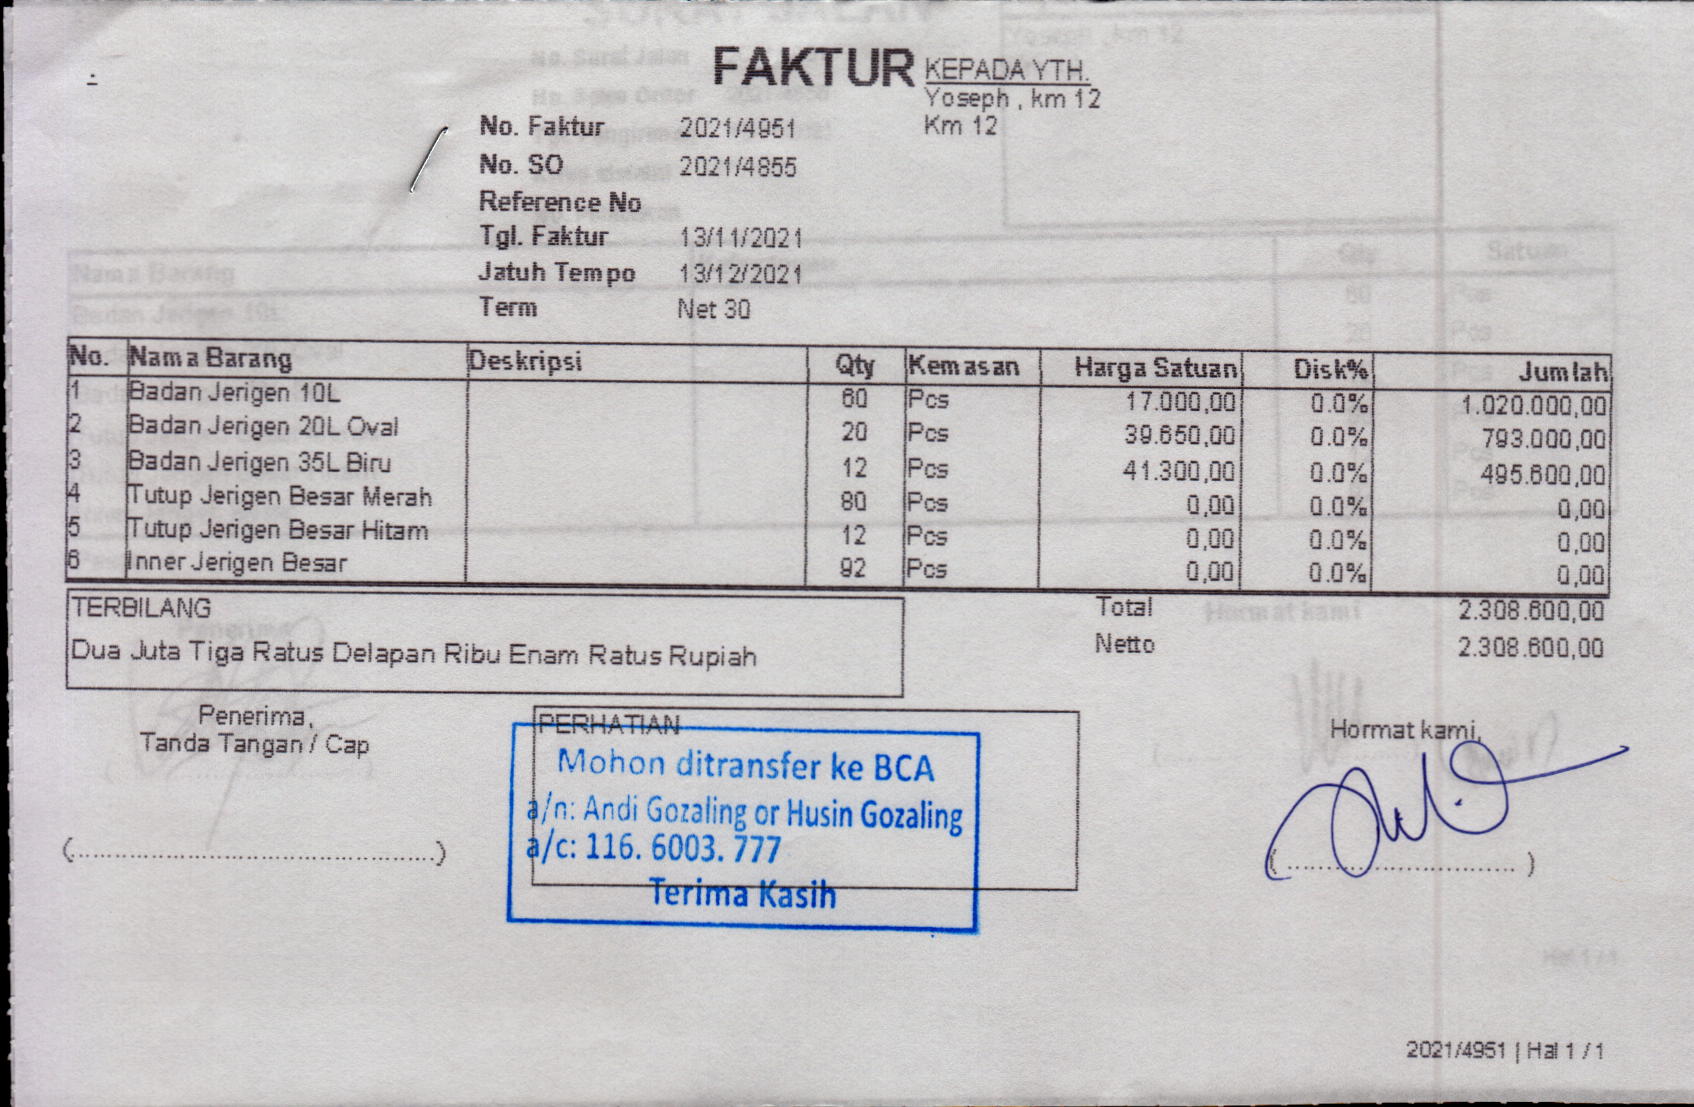 FAKTUR
KEPADA YTH.
Yoseph , km 12
Km 12
No. Faktur 2021/4951
No. SO 2021/4855
Reference No
Tgl. Faktur 13/11/2021
Jatuh Tempo 13/12/2021
Term Net 30
No. Nama Barang Deskripsi Qty Kemasan Harga Satuan Disk% Jumlah
1 Badan Jerigen 10L 60 Pcs 17.000,00 0.0% 1.020.000,00
2 Badan Jerigen 20L Oval 20 Pcs 39.650,00 0.0% 793.000,00
3 Badan Jerigen 35L Biru 12 Pcs 41.300,00 0.0% 495.600,00
4 Tutup Jerigen Besar Merah 80 Pcs 0,00 0.0% 0,00
5 Tutup Jerigen Besar Hitam 12 Pcs 0,00 0.0% 0,00
6 Inner Jerigen Besar 92 Pcs 0,00 0.0% 0,00
TERBILANG
Dua Juta Tiga Ratus Delapan Ribu Enam Ratus Rupiah
Total 2.308.600,00
Netto 2.308.600,00
Penerima,
Tanda Tangan / Cap
(..........................................)
PERHATIAN
Mohon ditransfer ke BCA
a/n: Andi Gozaling or Husin Gozaling
a/c: 116. 6003. 777
Terima Kasih
Hormat kami,
(..............................)
2021/4951 | Hal 1 / 1